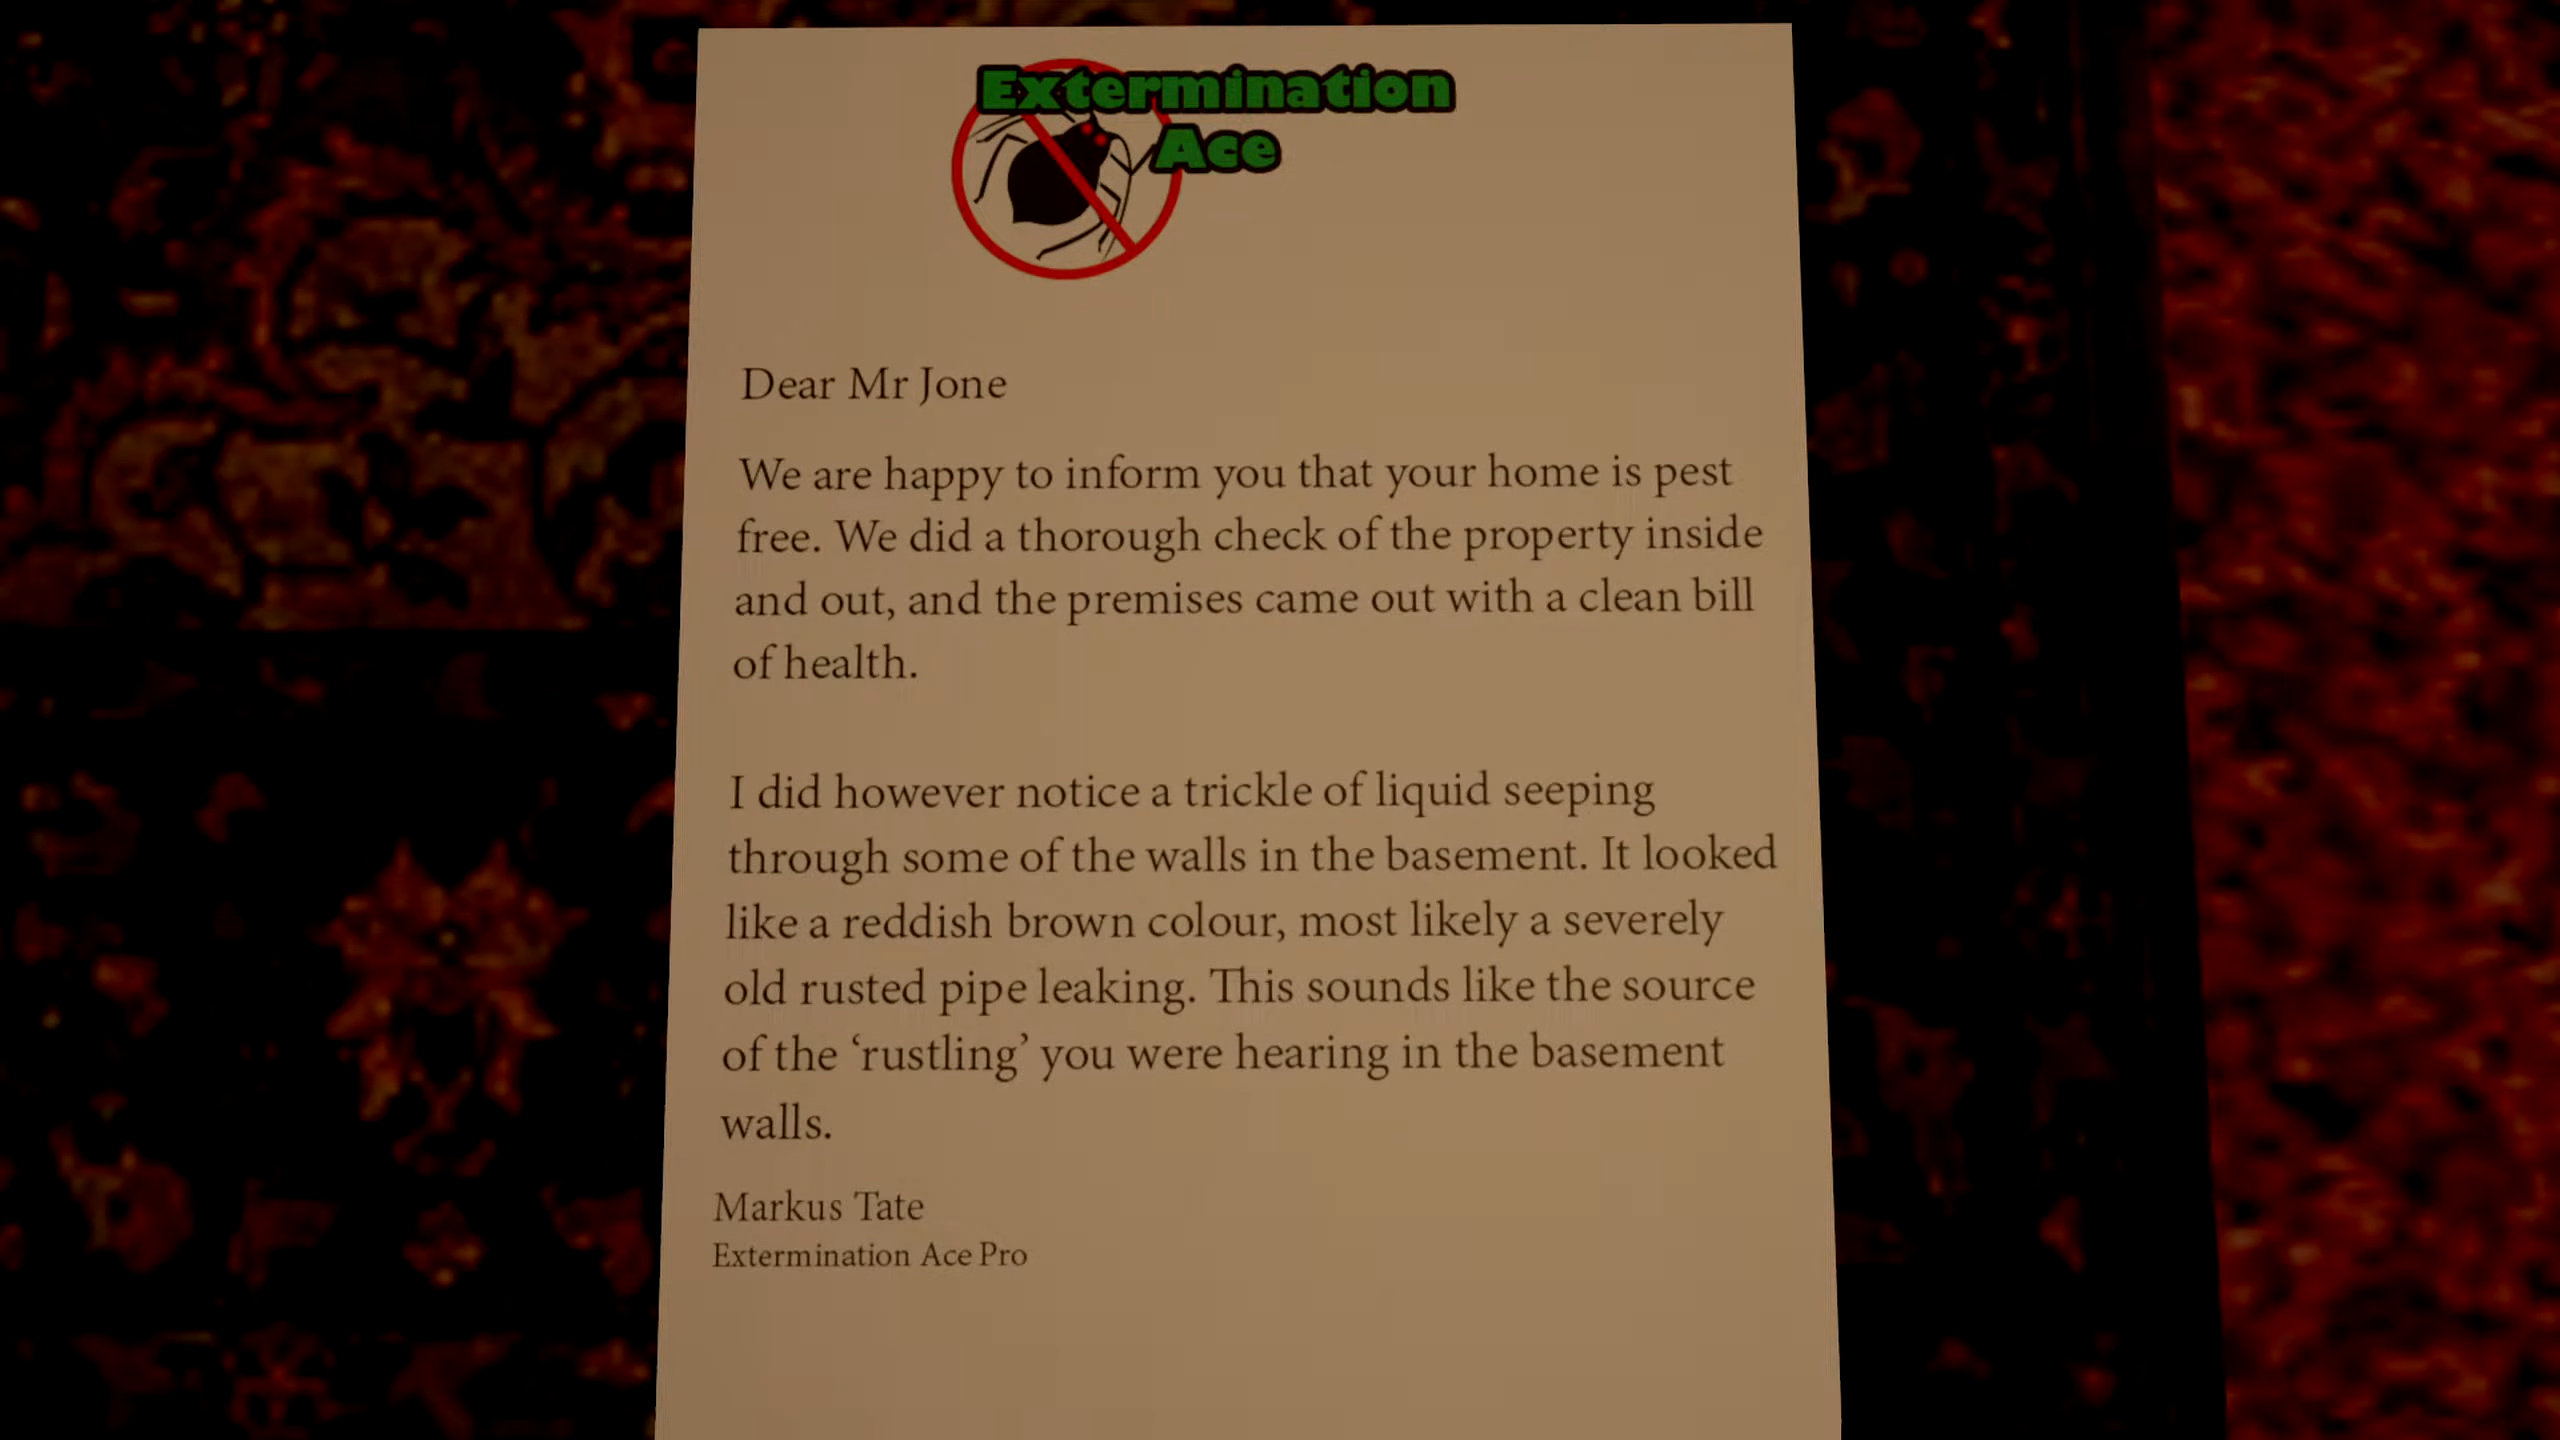 Extermination
Ace
Dear Mr Jone
We are happy to inform you that your home is pest
free. We did a thorough check of the property inside
and out, and the premises came out with a clean bill
of health.
I did however notice a trickle of liquid seeping
through some of the walls in the basement. It looked
like a reddish brown colour, most likely a severely
old rusted pipe leaking. This sounds like the source
of the ‘rustling’ you were hearing in the basement
walls.
Markus Tate
Extermination Ace Pro